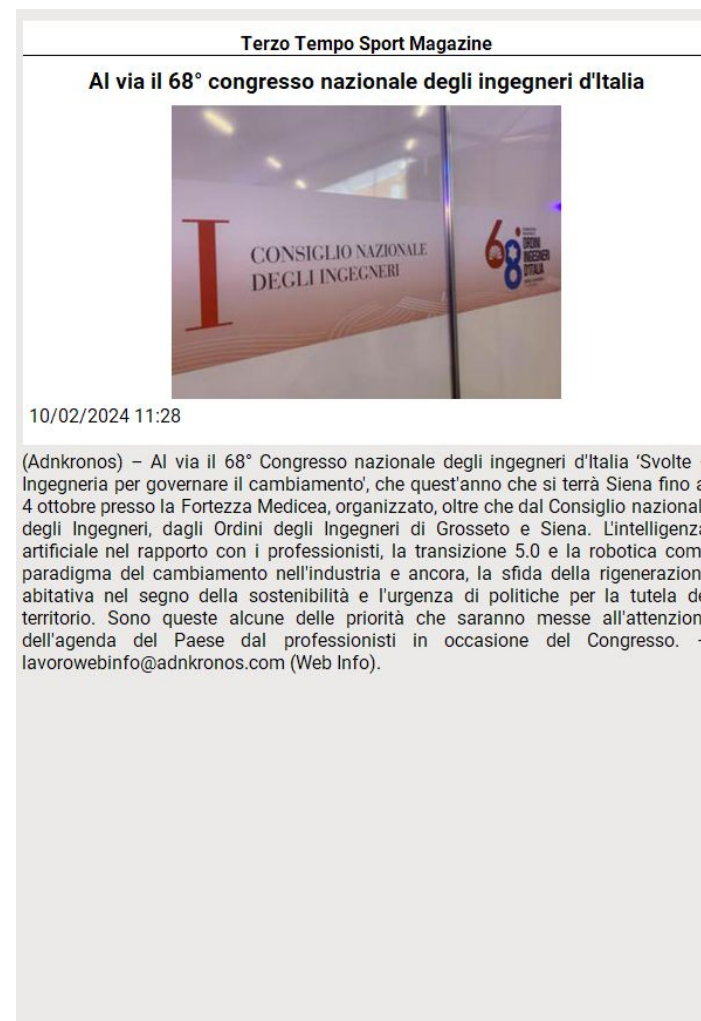 Terzo Tempo Sport Magazine
Al via il 68° congresso nazionale degli ingegneri d'Italia
I
CONSIGLIO NAZIONALE
DEGLI INGEGNERI
68°
ORDINI
INGEGNERI
D'ITALIA
10/02/2024 11:28
(Adnkronos) – Al via il 68° Congresso nazionale degli ingegneri d'Italia ‘Svolte
Ingegneria per governare il cambiamento', che quest'anno che si terrà Siena fino a
4 ottobre presso la Fortezza Medicea, organizzato, oltre che dal Consiglio nazional
degli Ingegneri, dagli Ordini degli Ingegneri di Grosseto e Siena. L'intelligenza
artificiale nel rapporto con i professionisti, la transizione 5.0 e la robotica com
paradigma del cambiamento nell'industria e ancora, la sfida della rigenerazion
abitativa nel segno della sostenibilità e l'urgenza di politiche per la tutela de
territorio. Sono queste alcune delle priorità che saranno messe all'attenzion
dell'agenda del Paese dal professionisti in occasione del Congresso. -
lavorowebinfo@adnkronos.com (Web Info).